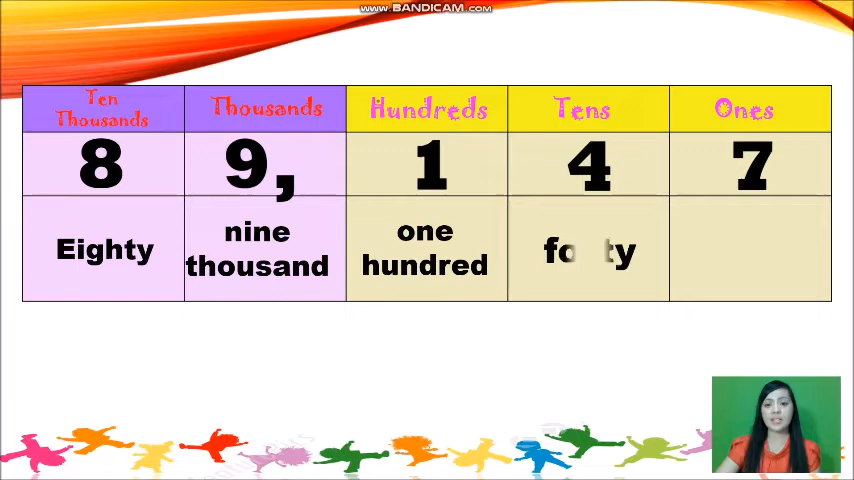 WWW.BANDICAM.COM
Ten
Thousands
Thousands
Hundreds
Tens
Ones
8
9,
1
4
7
Eighty
nine
thousand
one
hundred